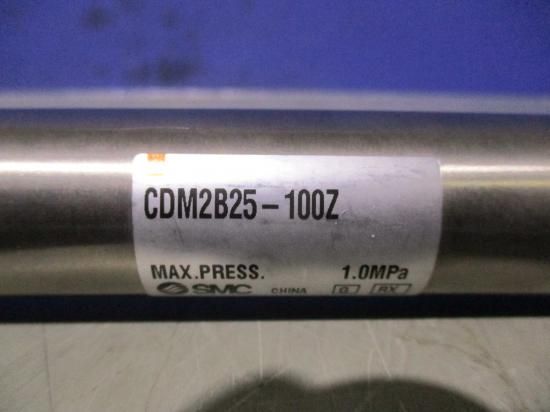 CDM2B25-100Z
MAX.PRESS. 1.0MPa
SMC CHINA G RX